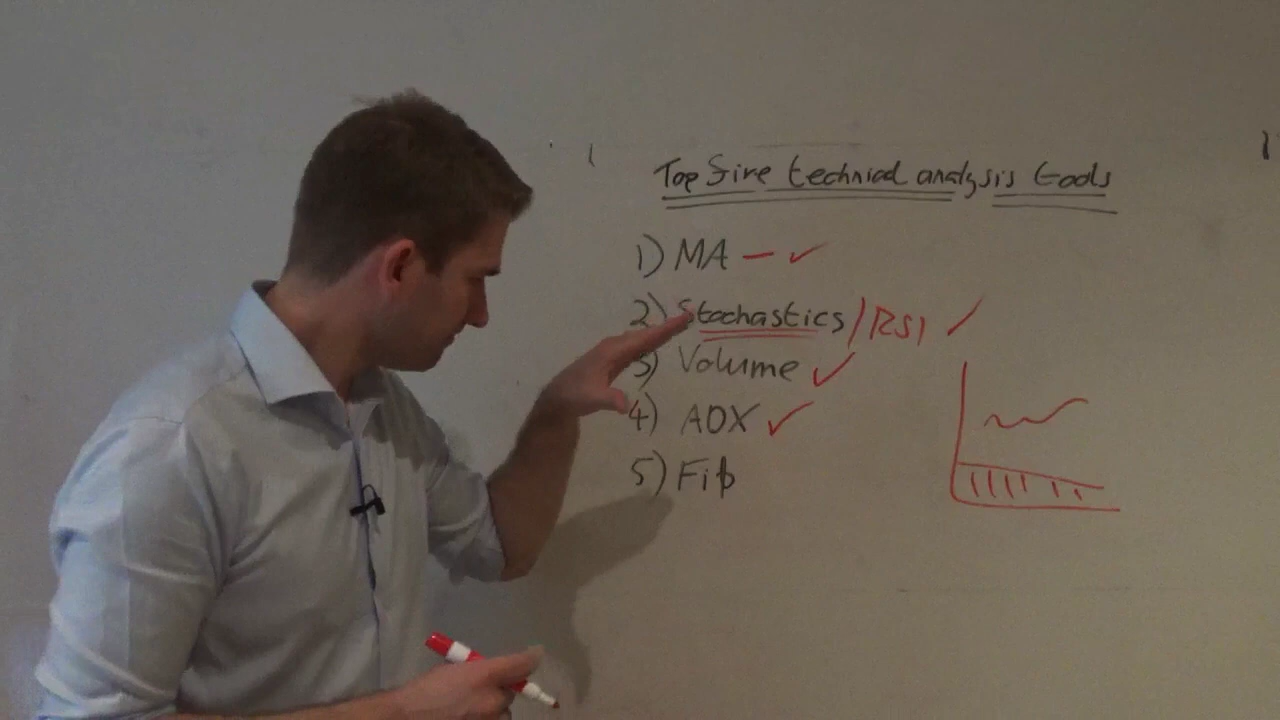 Top five technical analysis tools
1) MA - ✓
2) Stochastics / RSI ✓
3) Volume ✓
4) ADX ✓
5) Fib